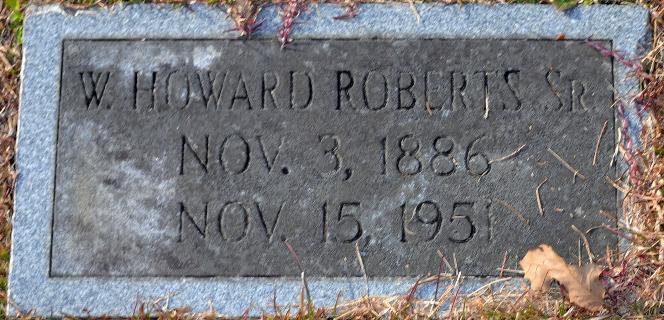 W. HOWARD ROBERTS SR
NOV. 3, 1886
NOV. 15, 1951